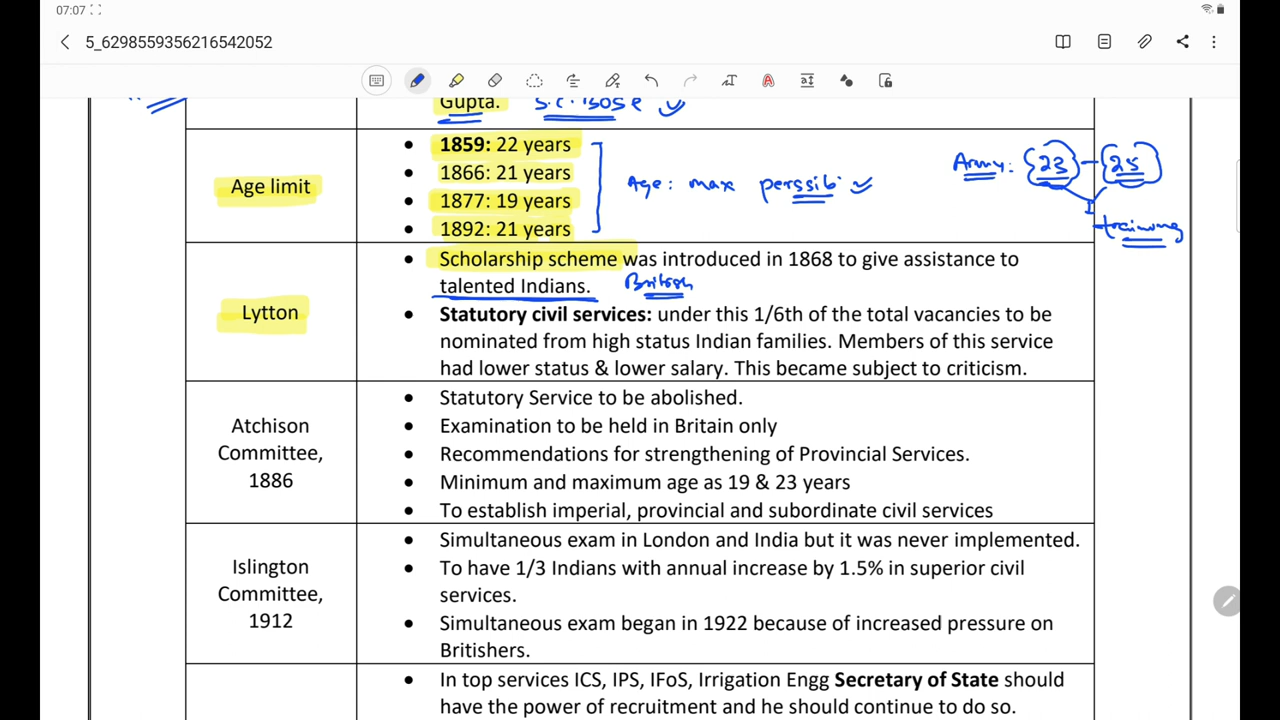 07:07
5_6298559356216542052
Gupta. S.C. Bose
Age limit
1859: 22 years
1866: 21 years
1877: 19 years
1892: 21 years
Age: max perssib
Army: 23 - 25
training
Lytton
Scholarship scheme was introduced in 1868 to give assistance to
talented Indians. British
Statutory civil services: under this 1/6th of the total vacancies to be
nominated from high status Indian families. Members of this service
had lower status & lower salary. This became subject to criticism.
Atchison
Committee,
1886
Statutory Service to be abolished.
Examination to be held in Britain only
Recommendations for strengthening of Provincial Services.
Minimum and maximum age as 19 & 23 years
To establish imperial, provincial and subordinate civil services
Islington
Committee,
1912
Simultaneous exam in London and India but it was never implemented.
To have 1/3 Indians with annual increase by 1.5% in superior civil
services.
Simultaneous exam began in 1922 because of increased pressure on
Britishers.
In top services ICS, IPS, IFoS, Irrigation Engg Secretary of State should
have the power of recruitment and he should continue to do so.